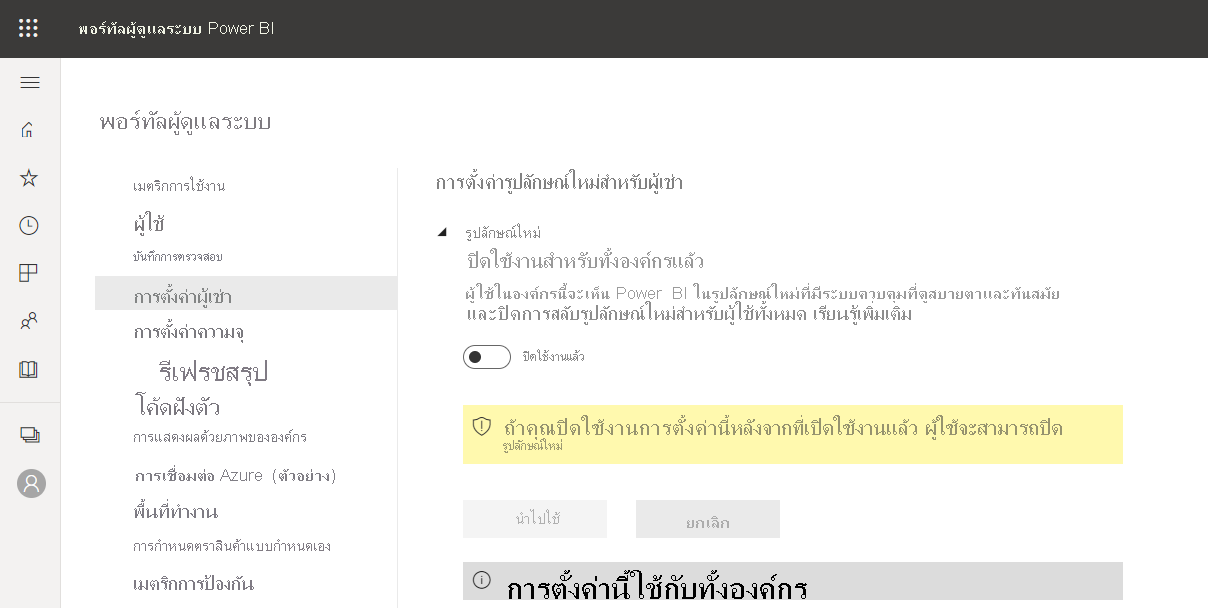 พอร์ทัลผู้ดูแลระบบ Power BI
พอร์ทัลผู้ดูแลระบบ
เมตริกการใช้งาน
ผู้ใช้
บันทึกการตรวจสอบ
การตั้งค่าผู้เช่า
การตั้งค่าความจุ
รีเฟรชสรุป
โค้ดฝังตัว
การแสดงผลด้วยภาพขององค์กร
การเชื่อมต่อ Azure (ตัวอย่าง)
พื้นที่ทำงาน
การกำหนดตราสินค้าแบบกำหนดเอง
เมตริกการป้องกัน
การตั้งค่ารูปลักษณ์ใหม่สำหรับผู้เช่า
รูปลักษณ์ใหม่
ปิดใช้งานสำหรับทั้งองค์กรแล้ว
ผู้ใช้ในองค์กรนี้จะเห็น Power BI ในรูปลักษณ์ใหม่ที่มีระบบควบคุมที่ดูสบายตาและทันสมัย
และปิดการสลับรูปลักษณ์ใหม่สำหรับผู้ใช้ทั้งหมด เรียนรู้เพิ่มเติม
ปิดใช้งานแล้ว
ถ้าคุณปิดใช้งานการตั้งค่านี้หลังจากที่เปิดใช้งานแล้ว ผู้ใช้จะสามารถปิด
รูปลักษณ์ใหม่
นำไปใช้
ยกเลิก
การตั้งค่านี้ใช้กับทั้งองค์กร